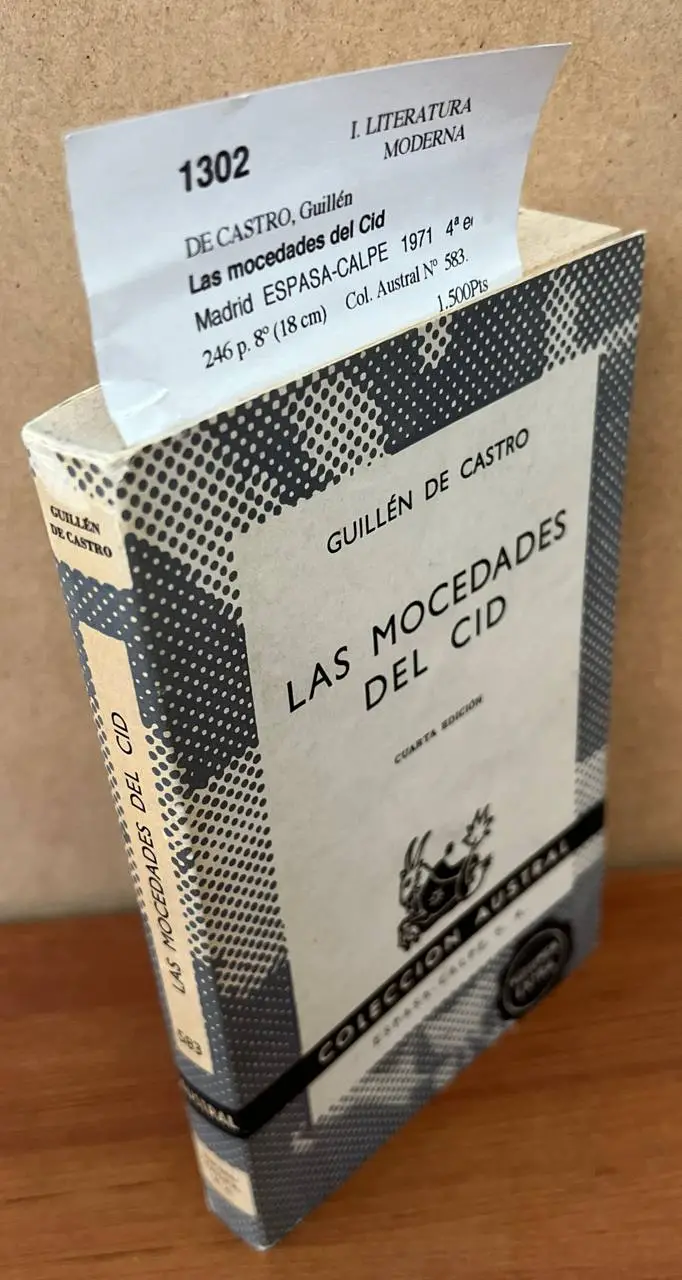 1302
I. LITERATURA
MODERNA
DE CASTRO, Guillén
Las mocedades del Cid
Madrid ESPASA-CALPE 1971 4ª
246 p. 8º (18 cm) Col. Austral Nº 583.
1.500Pts
GUILLÉN DE CASTRO
LAS MOCEDADES
DEL CID
CUARTA EDICIÓN
COLECCION AUSTRAL
ESPASA-CALPE, S. A.
GUILLÉN
DE CASTRO
LAS MOCEDADES DEL CID
583
AUSTRAL